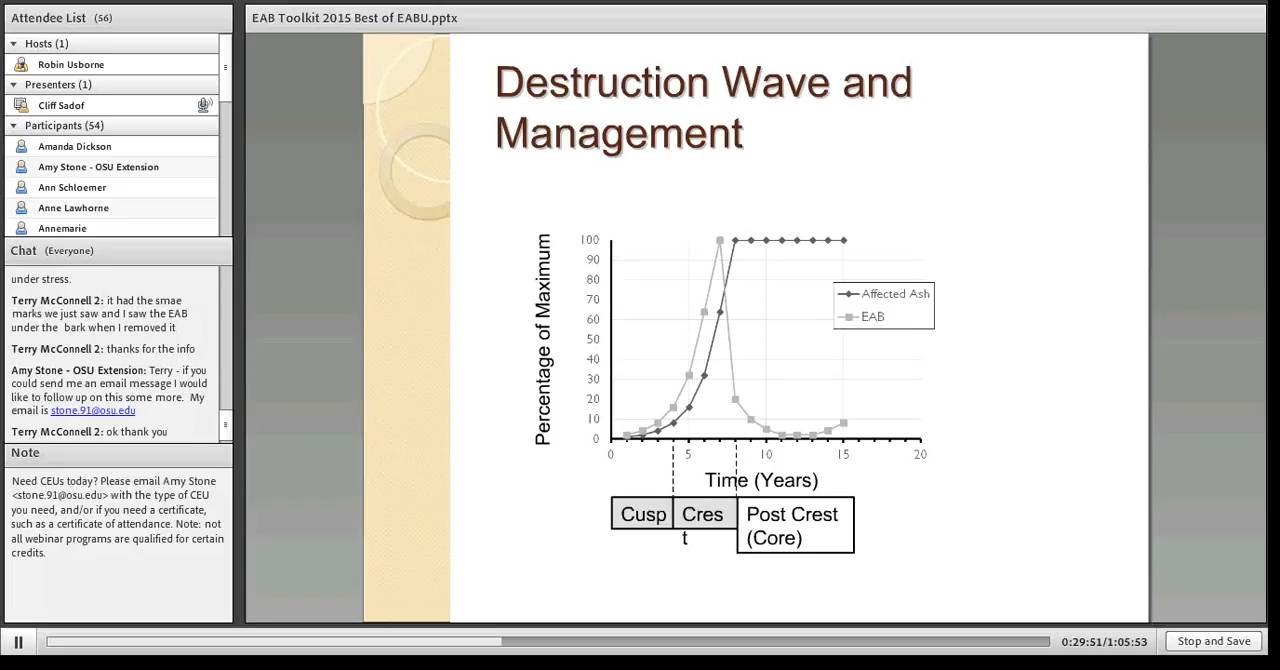 Attendee List (56)
Hosts (1)
Robin Usborne
Presenters (1)
Cliff Sadof
Participants (54)
Amanda Dickson
Amy Stone - OSU Extension
Ann Schloemer
Anne Lawhorne
Annemarie
Chat (Everyone)
under stress.
Terry McConnell 2: it had the smae
marks we just saw and I saw the EAB
under the bark when I removed it
Terry McConnell 2: thanks for the info
Amy Stone - OSU Extension: Terry - if you
could send me an email message I would
like to follow up on this some more. My
email is stone.91@osu.edu
Terry McConnell 2: ok thank you
Note
Need CEUs today? Please email Amy Stone
<stone.91@osu.edu> with the type of CEU
you need, and/or if you need a certificate,
such as a certificate of attendance. Note: not
all webinar programs are qualified for certain
credits.
EAB Toolkit 2015 Best of EABU.pptx
Destruction Wave and
Management
Percentage of Maximum
100
90
80
70
60
50
40
30
20
10
0
0 5 10 15 20
Affected Ash
EAB
Time (Years)
Cusp
Cres
t
Post Crest
(Core)
0:29:51/1:05:53
Stop and Save